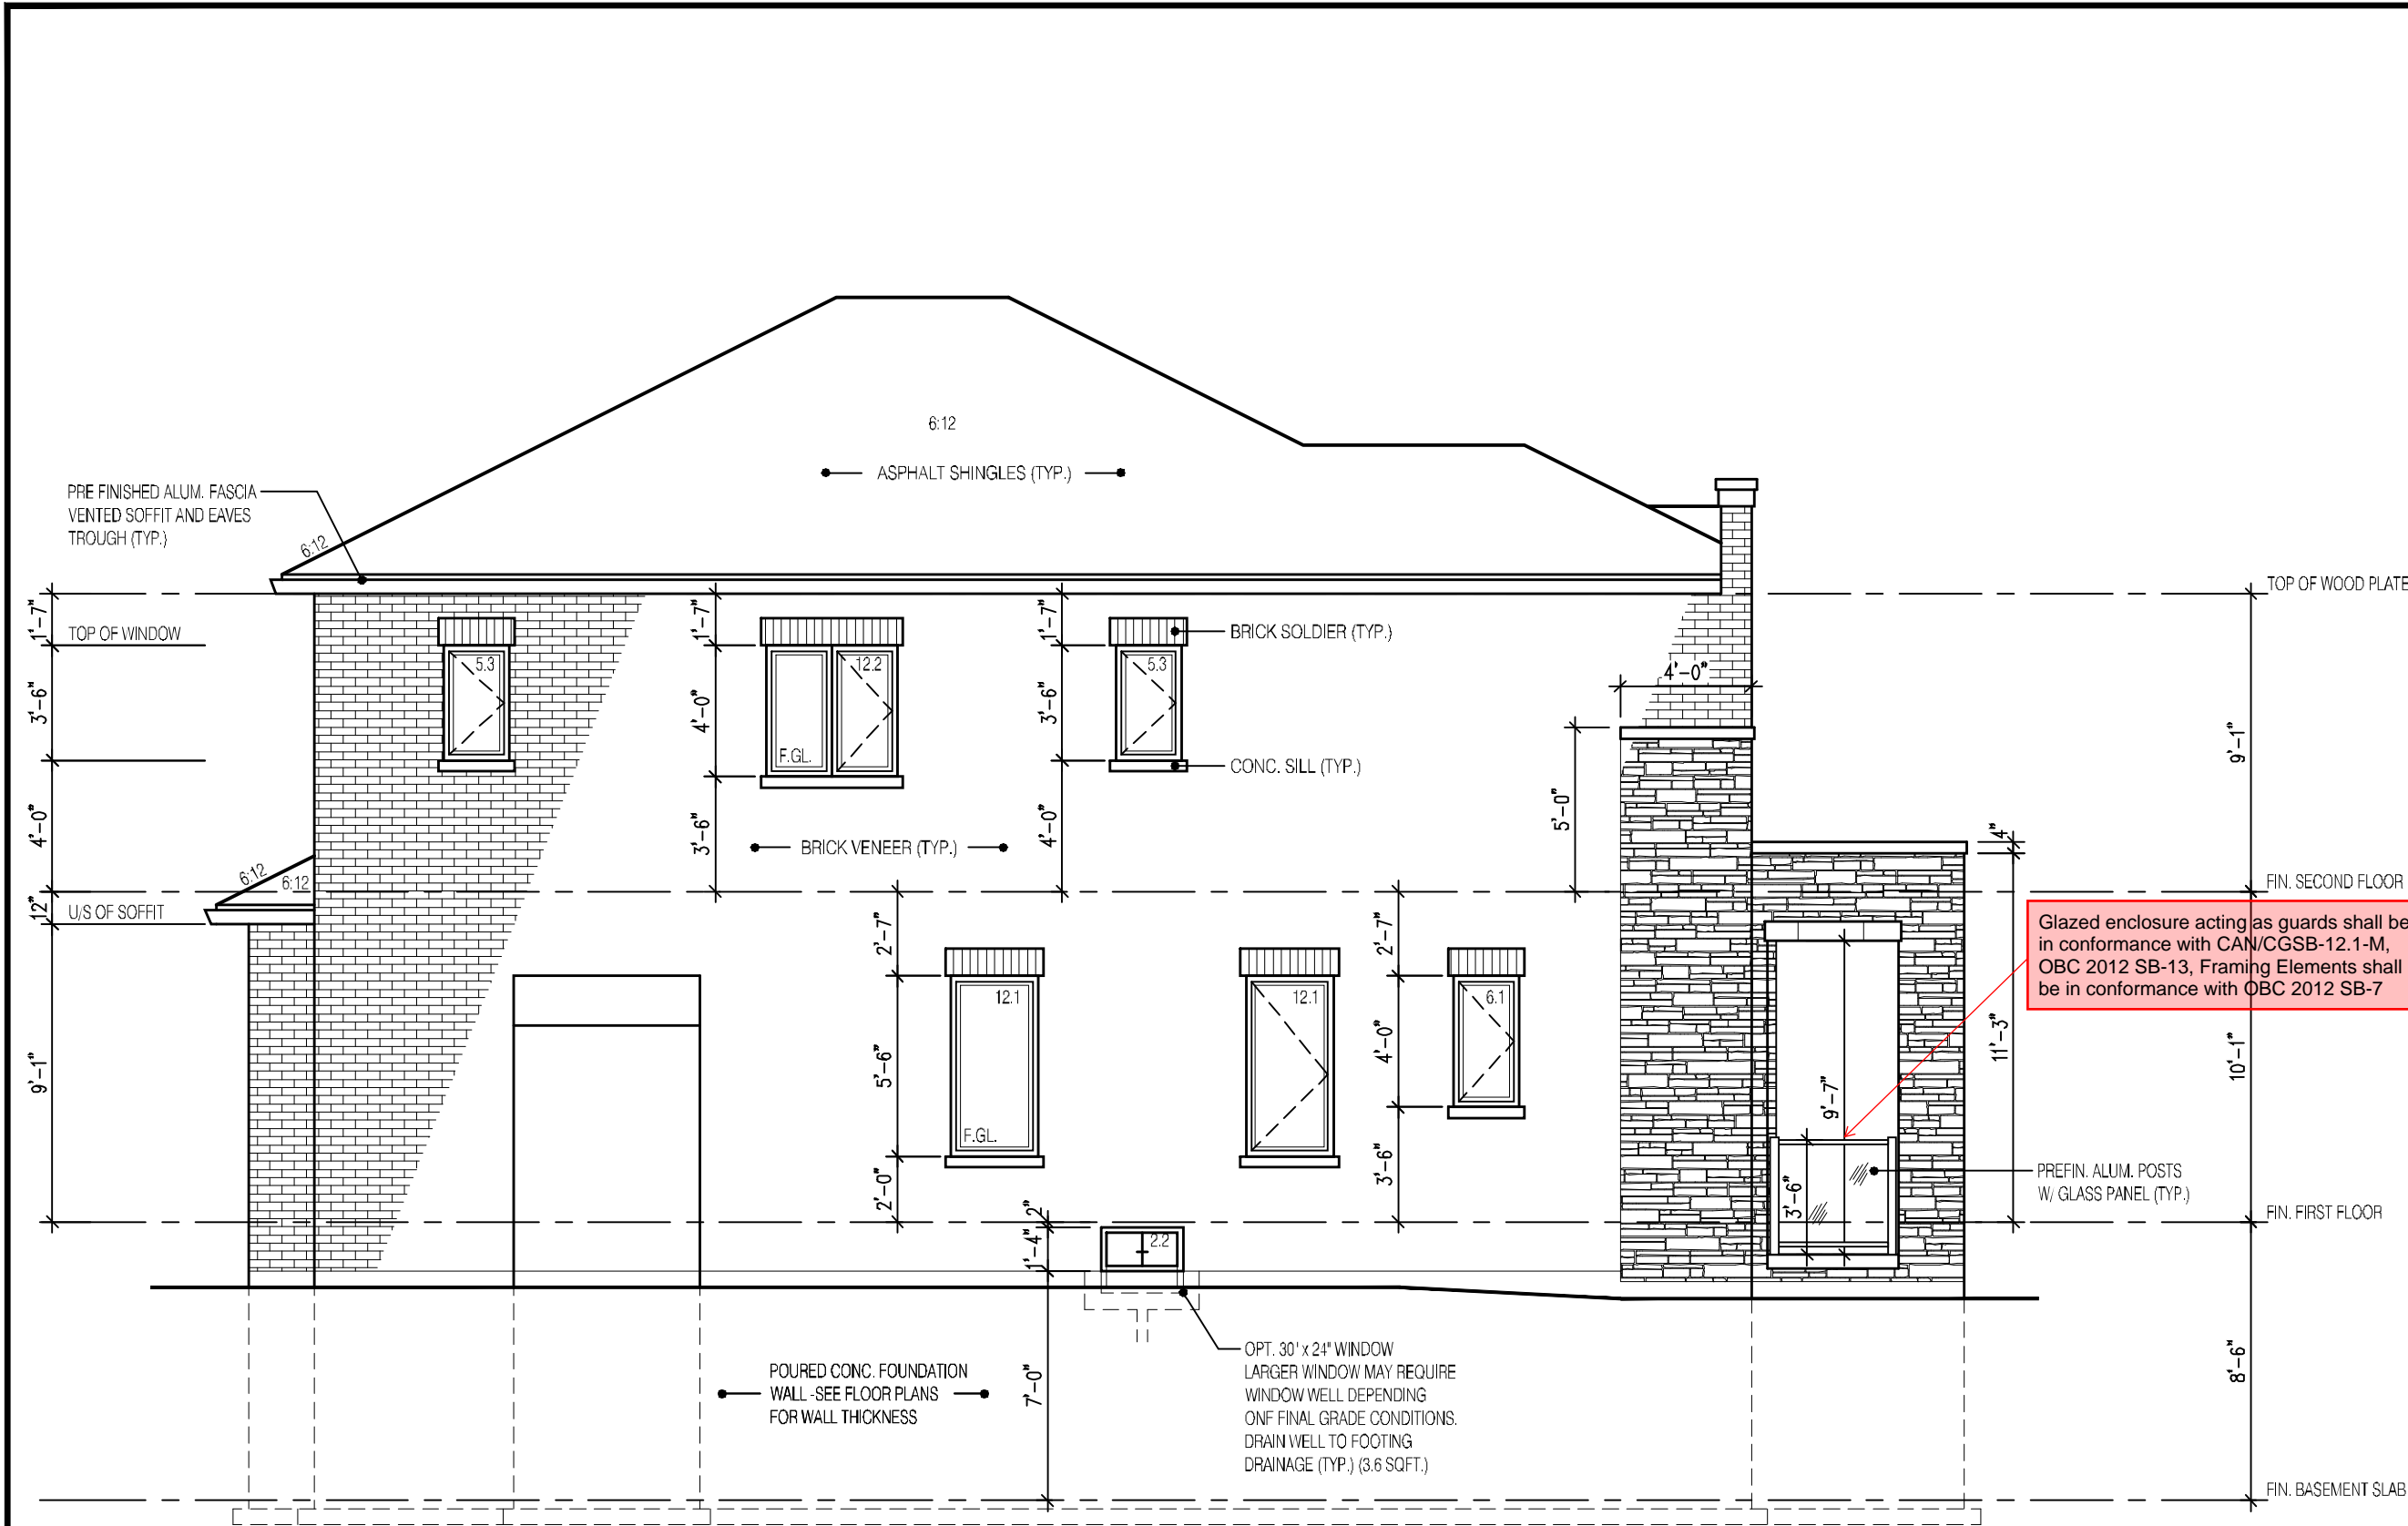 6:12
ASPHALT SHINGLES (TYP.)
PRE FINISHED ALUM. FASCIA
VENTED SOFFIT AND EAVES
TROUGH (TYP.)
6:12
TOP OF WOOD PLATE
1'-7"
TOP OF WINDOW
3'-6"
4'-0"
12"
U/S OF SOFFIT
9'-1"
6:12
6:12
5.3
1'-7"
4'-0"
3'-6"
12.2
F.GL.
1'-7"
3'-6"
4'-0"
5.3
BRICK SOLDIER (TYP.)
CONC. SILL (TYP.)
BRICK VENEER (TYP.)
4'-0"
5'-0"
9'-1"
4"
FIN. SECOND FLOOR
Glazed enclosure acting as guards shall be
in conformance with CAN/CGSB-12.1-M,
OBC 2012 SB-13, Framing Elements shall
be in conformance with OBC 2012 SB-7
2'-7"
5'-6"
2'-0"
12.1
F.GL.
12.1
2'-7"
4'-0"
3'-6"
6.1
9'-7"
3'-6"
11'-3"
10'-1"
PREFIN. ALUM. POSTS
W/ GLASS PANEL (TYP.)
FIN. FIRST FLOOR
2"
1'-4"
2.2
7'-0"
POURED CONC. FOUNDATION
WALL -SEE FLOOR PLANS
FOR WALL THICKNESS
OPT. 30' x 24" WINDOW
LARGER WINDOW MAY REQUIRE
WINDOW WELL DEPENDING
ONF FINAL GRADE CONDITIONS.
DRAIN WELL TO FOOTING
DRAINAGE (TYP.) (3.6 SQFT.)
8'-6"
FIN. BASEMENT SLAB